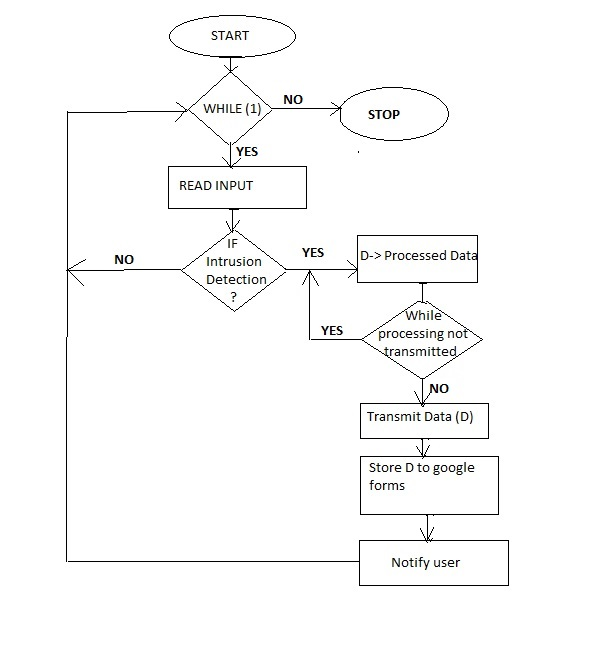 START
WHILE (1)
NO
STOP
YES
READ INPUT
IF
Intrusion
Detection
?
NO
YES
D-> Processed Data
While
processing not
transmitted
YES
NO
Transmit Data (D)
Store D to google
forms
Notify user